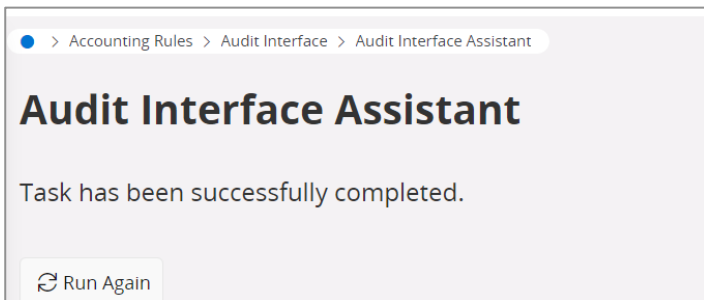 > Accounting Rules > Audit Interface > Audit Interface Assistant
Audit Interface Assistant
Task has been successfully completed.
Run Again